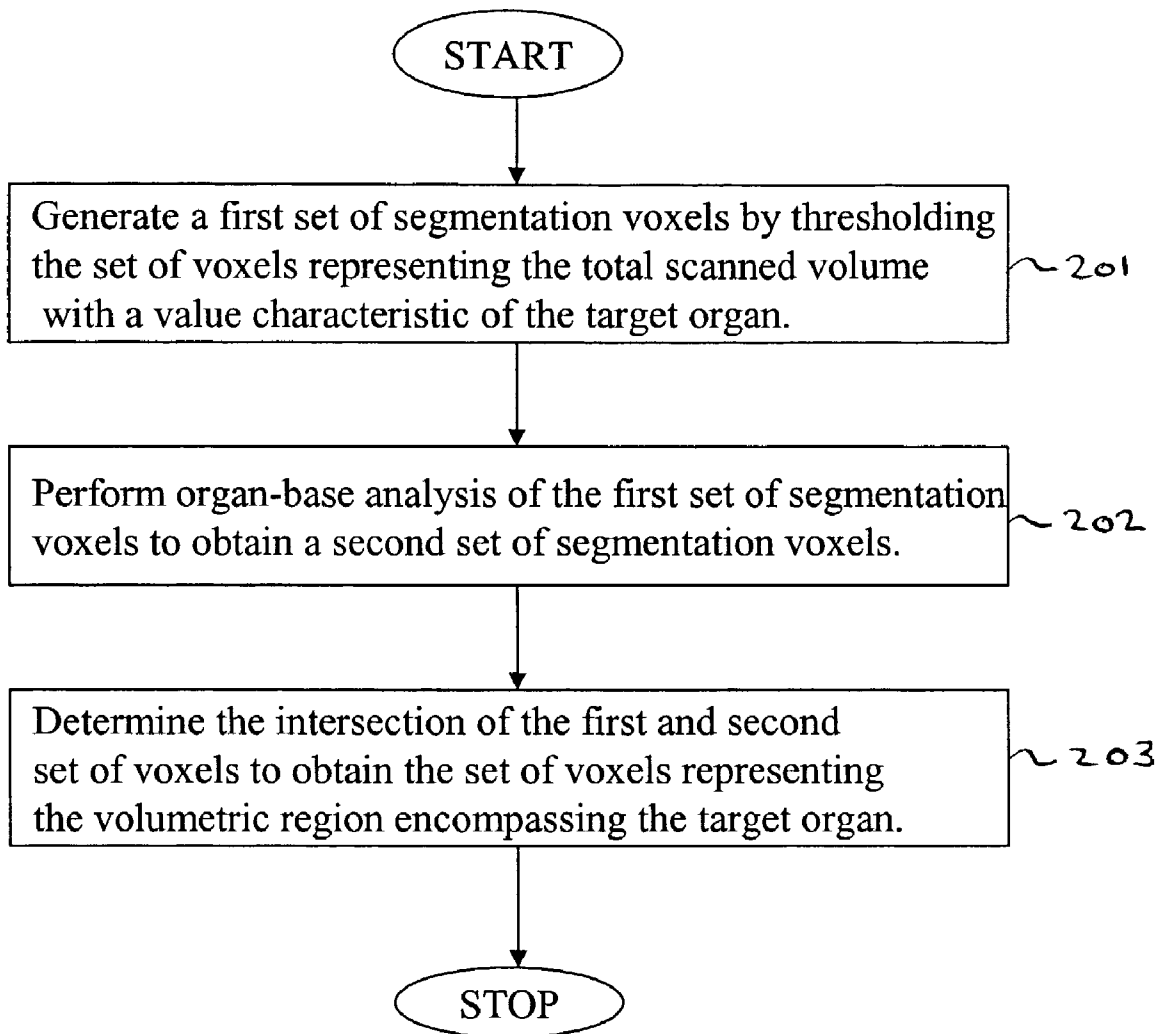 START
Generate a first set of segmentation voxels by thresholding
the set of voxels representing the total scanned volume
with a value characteristic of the target organ.
201
Perform organ-base analysis of the first set of segmentation
voxels to obtain a second set of segmentation voxels.
202
Determine the intersection of the first and second
set of voxels to obtain the set of voxels representing
the volumetric region encompassing the target organ.
203
STOP